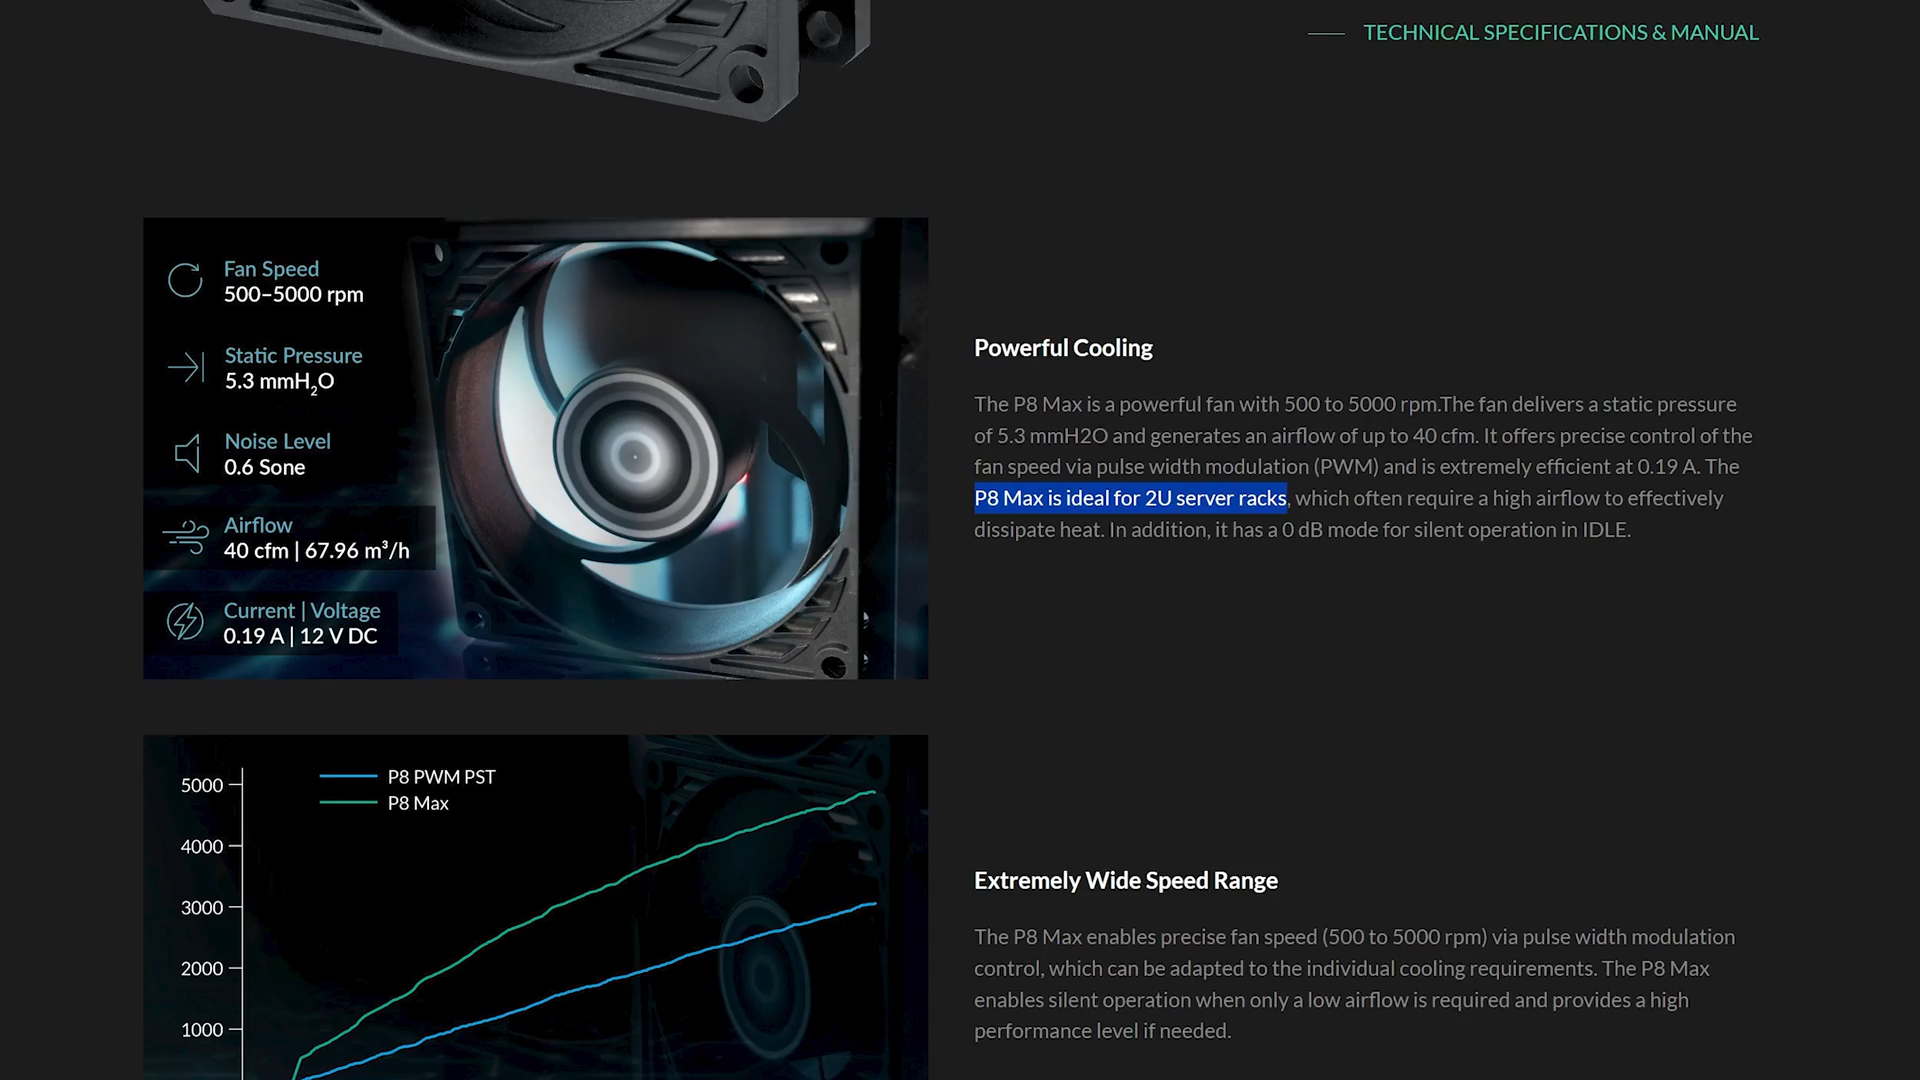 TECHNICAL SPECIFICATIONS & MANUAL
Fan Speed
500–5000 rpm
Static Pressure
5.3 mmH₂O
Noise Level
0.6 Sone
Airflow
40 cfm | 67.96 m³/h
Current | Voltage
0.19 A | 12 V DC
Powerful Cooling
The P8 Max is a powerful fan with 500 to 5000 rpm.The fan delivers a static pressure
of 5.3 mmH2O and generates an airflow of up to 40 cfm. It offers precise control of the
fan speed via pulse width modulation (PWM) and is extremely efficient at 0.19 A. The
P8 Max is ideal for 2U server racks, which often require a high airflow to effectively
dissipate heat. In addition, it has a 0 dB mode for silent operation in IDLE.
P8 PWM PST
P8 Max
5000
4000
3000
2000
1000
Extremely Wide Speed Range
The P8 Max enables precise fan speed (500 to 5000 rpm) via pulse width modulation
control, which can be adapted to the individual cooling requirements. The P8 Max
enables silent operation when only a low airflow is required and provides a high
performance level if needed.